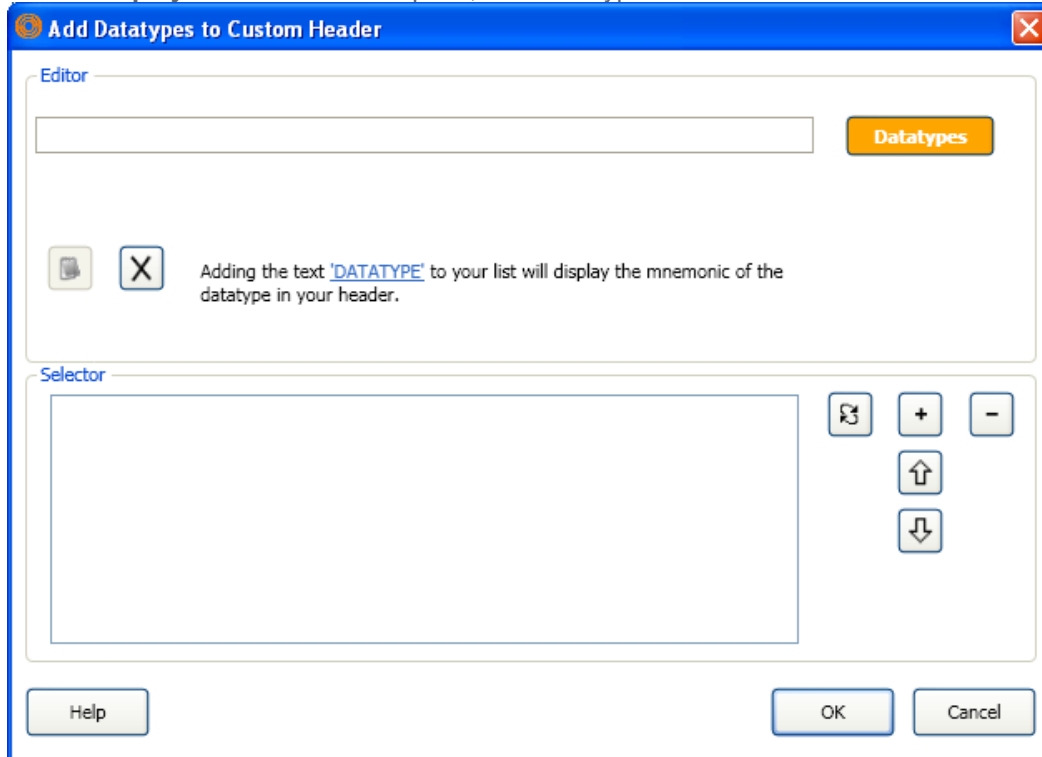 Add Datatypes to Custom Header
Editor
Datatypes
X
Adding the text 'DATATYPE' to your list will display the mnemonic of the
datatype in your header.
Selector
+ -
Help
OK
Cancel